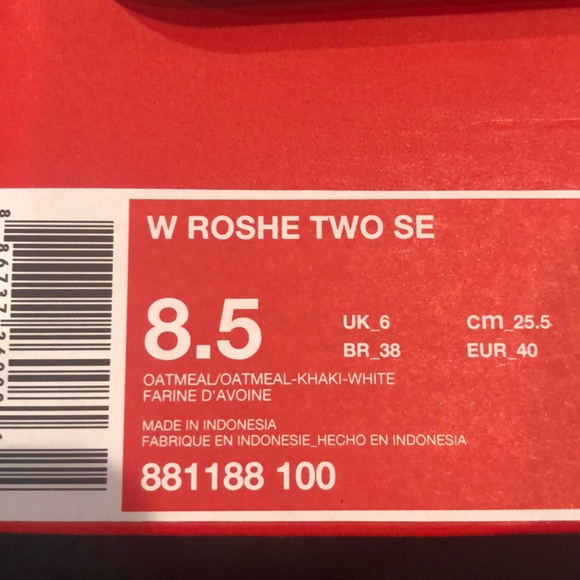 W ROSHE TWO SE
8.5
UK_6
cm_25.5
BR_38
EUR_40
OATMEAL/OATMEAL-KHAKI-WHITE
FARINE D'AVOINE
MADE IN INDONESIA
FABRIQUE EN INDONESIE_HECHO EN INDONESIA
881188 100